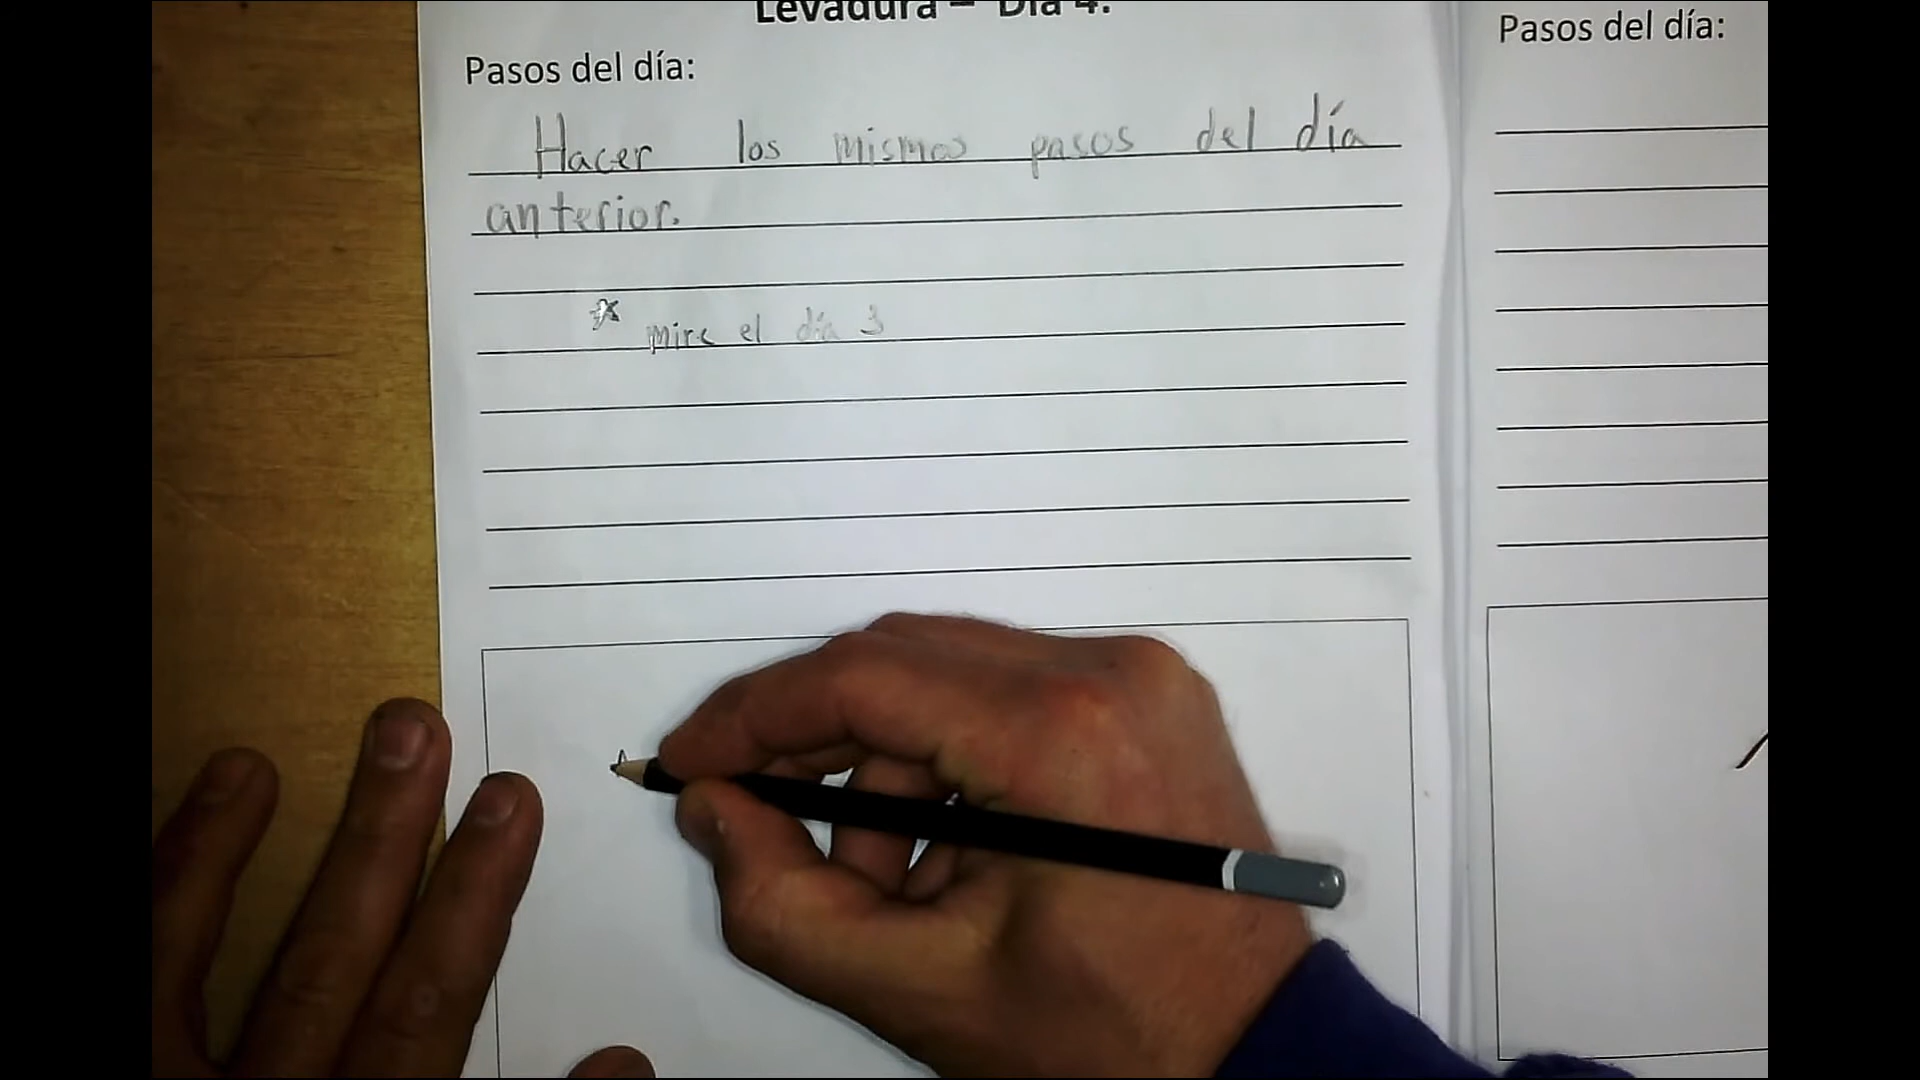 Levadura – Día 4:
Pasos del día:
Hacer los mismos pasos del día
anterior.
* mire el día 3
Pasos del día: